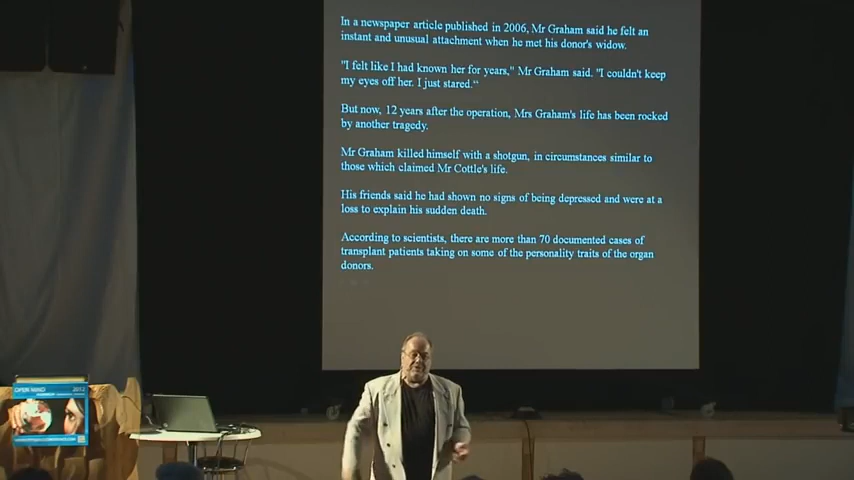 In a newspaper article published in 2006, Mr Graham said he felt an
instant and unusual attachment when he met his donor's widow.
"I felt like I had known her for years," Mr Graham said. "I couldn't keep
my eyes off her. I just stared."
But now, 12 years after the operation, Mrs Graham's life has been rocked
by another tragedy.
Mr Graham killed himself with a shotgun, in circumstances similar to
those which claimed Mr Cottle's life.
His friends said he had shown no signs of being depressed and were at a
loss to explain his sudden death.
According to scientists, there are more than 70 documented cases of
transplant patients taking on some of the personality traits of the organ
donors.
OPEN MIND 2012